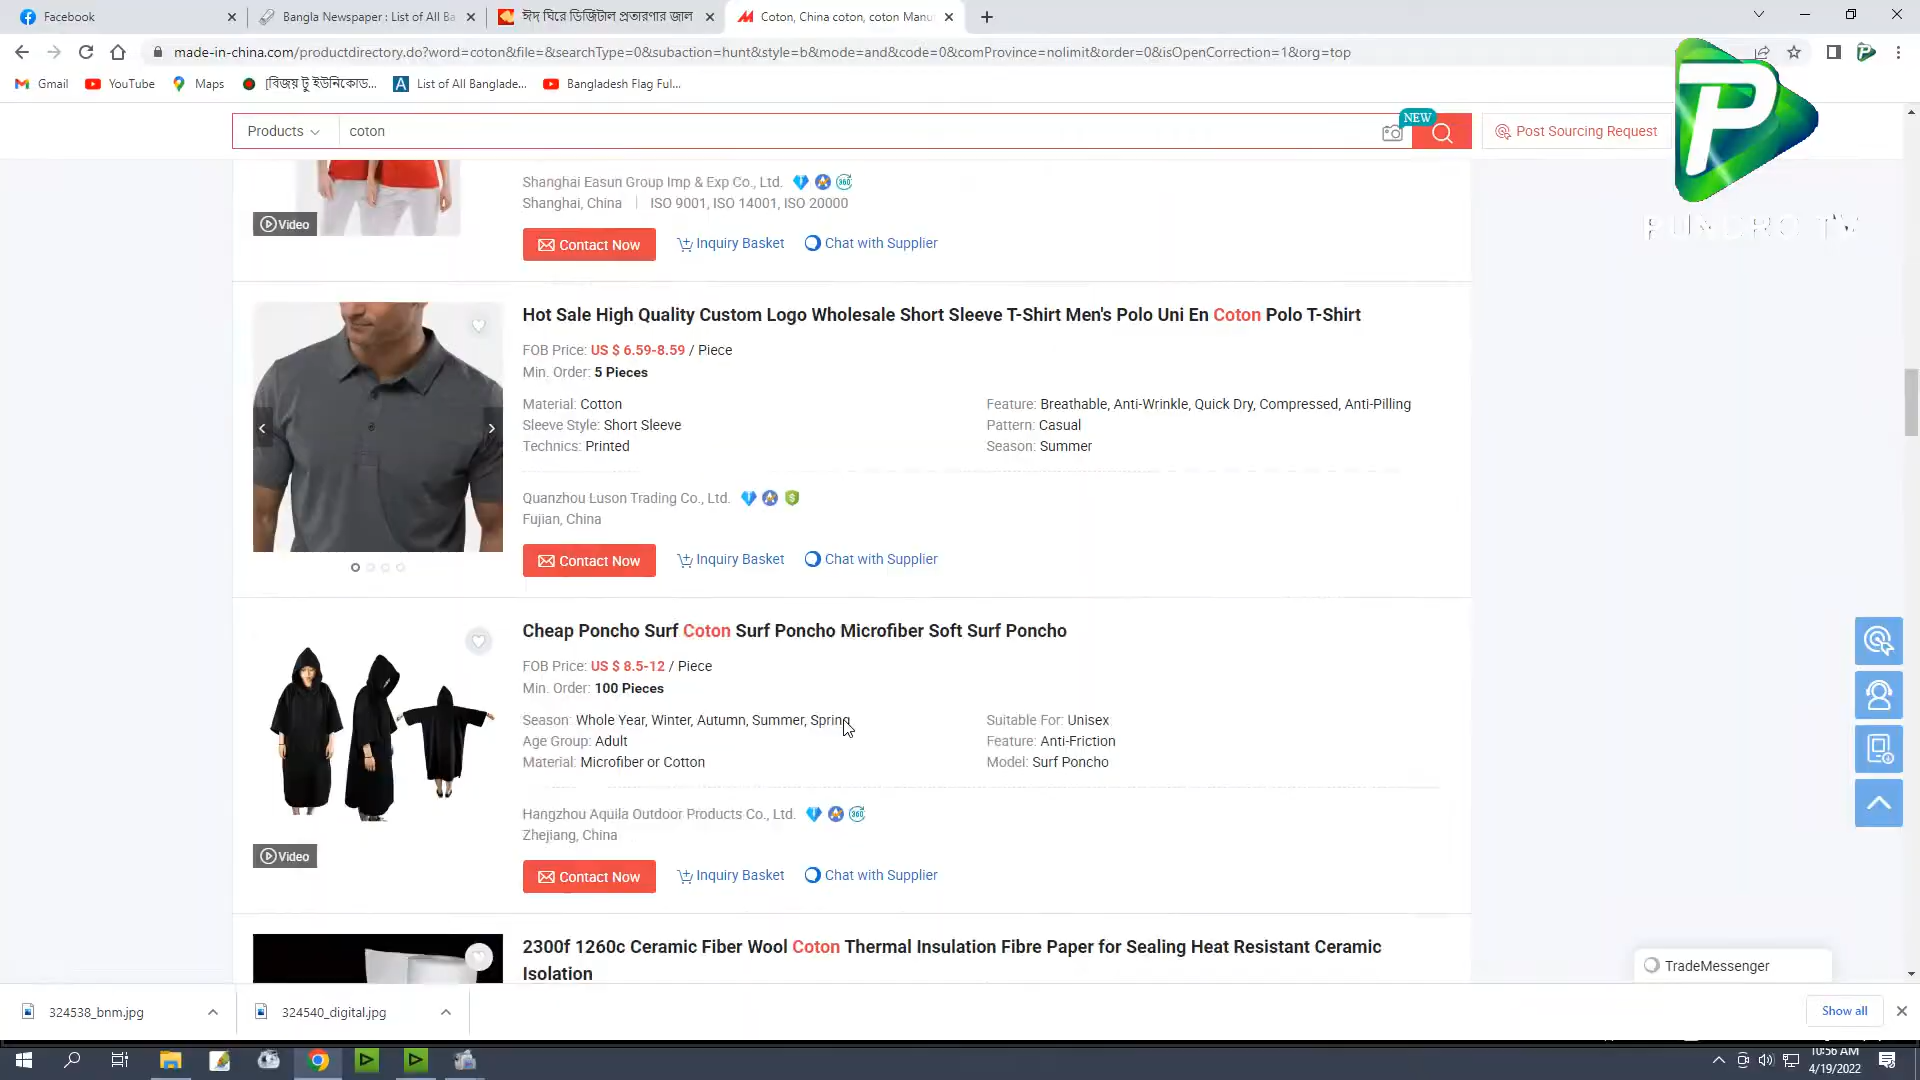 Facebook
Bangla Newspaper : List of All Ba
ঈদ ঘিরে ডিজিটাল প্রতারণার জাল
Coton, China coton, coton Manu
made-in-china.com/productdirectory.do?word=coton&file=&searchType=0&subaction=hunt&style=b&mode=and&code=0&comProvince=nolimit&order=0&isOpenCorrection=1&org=top
Gmail
YouTube
Maps
[বিজয় টু ইউনিকোড...
List of All Banglade...
Bangladesh Flag Ful...
Products
coton
NEW
Post Sourcing Request
P
PUNDRO TV
Shanghai Easun Group Imp & Exp Co., Ltd.
360
Shanghai, China
ISO 9001, ISO 14001, ISO 20000
Video
Contact Now
Inquiry Basket
Chat with Supplier
Hot Sale High Quality Custom Logo Wholesale Short Sleeve T-Shirt Men's Polo Uni En Coton Polo T-Shirt
FOB Price: US $ 6.59-8.59 / Piece
Min. Order: 5 Pieces
Material: Cotton
Feature: Breathable, Anti-Wrinkle, Quick Dry, Compressed, Anti-Pilling
Sleeve Style: Short Sleeve
Pattern: Casual
Technics: Printed
Season: Summer
Quanzhou Luson Trading Co., Ltd.
Fujian, China
Contact Now
Inquiry Basket
Chat with Supplier
Cheap Poncho Surf Coton Surf Poncho Microfiber Soft Surf Poncho
FOB Price: US $ 8.5-12 / Piece
Min. Order: 100 Pieces
Season: Whole Year, Winter, Autumn, Summer, Spring
Suitable For: Unisex
Age Group: Adult
Feature: Anti-Friction
Material: Microfiber or Cotton
Model: Surf Poncho
Hangzhou Aquila Outdoor Products Co., Ltd.
360
Zhejiang, China
Video
Contact Now
Inquiry Basket
Chat with Supplier
2300f 1260c Ceramic Fiber Wool Coton Thermal Insulation Fibre Paper for Sealing Heat Resistant Ceramic
Isolation
TradeMessenger
324538_bnm.jpg
324540_digital.jpg
Show all
10:56 AM
4/19/2022